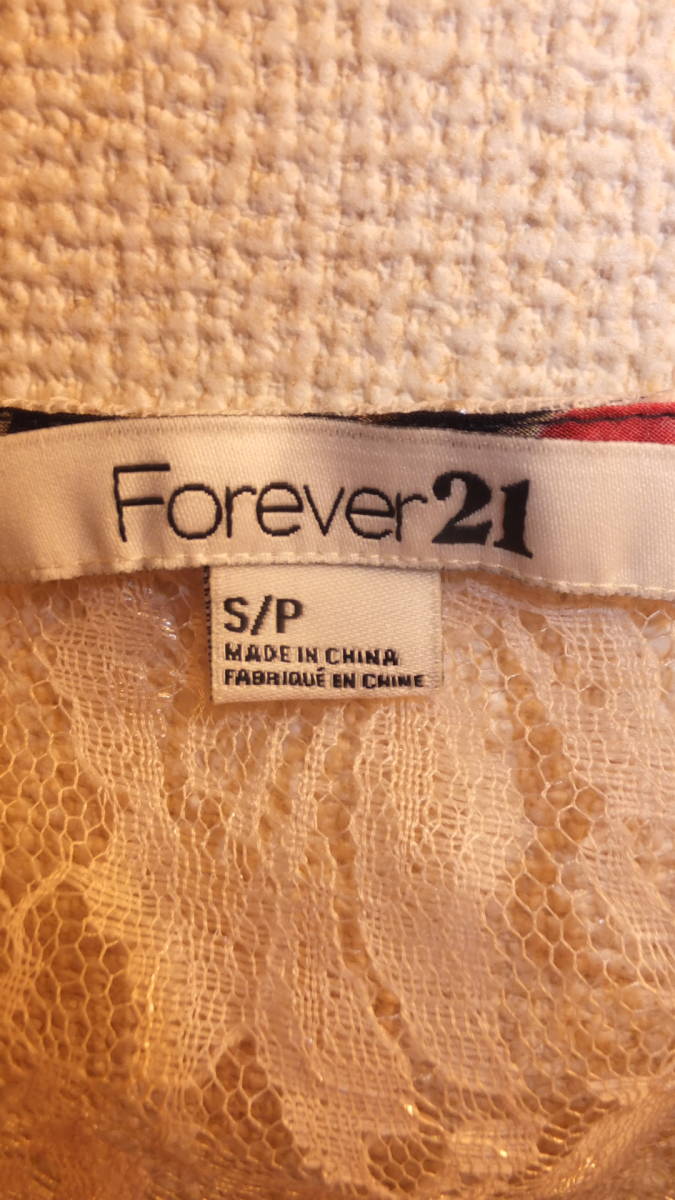 Forever21
S/P
MADE IN CHINA
FABRIQUÉ EN CHINE